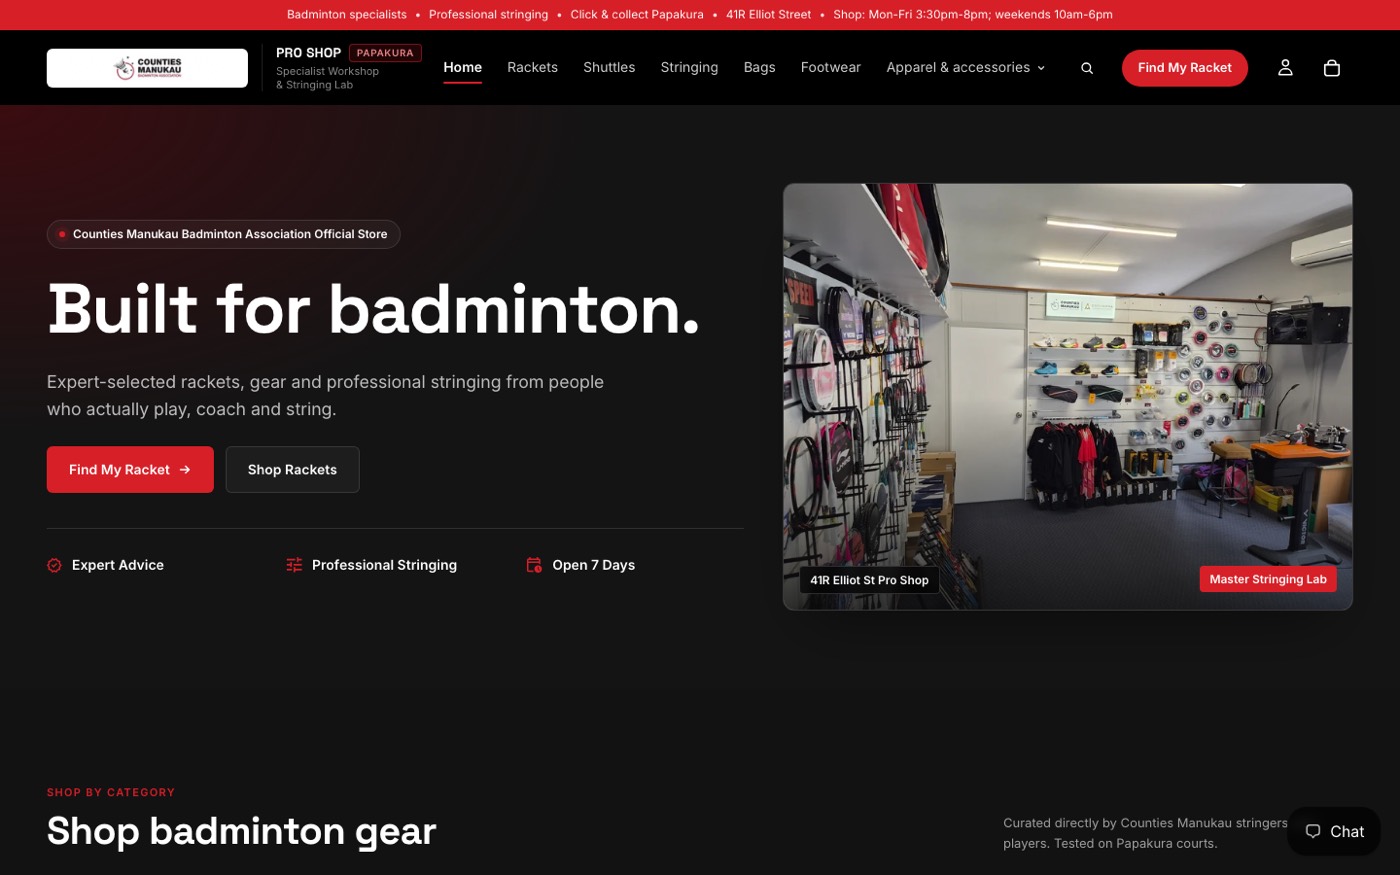 Badminton specialists • Professional stringing • Click & collect Papakura • 41R Elliot Street • Shop: Mon-Fri 3:30pm-8pm; weekends 10am-6pm
COUNTIES
MANUKAU
PRO SHOP PAPAKURA
Specialist Workshop
& Stringing Lab
Home Rackets Shuttles Stringing Bags Footwear Apparel & accessories
Find My Racket
Counties Manukau Badminton Association Official Store
Built for badminton.
Expert-selected rackets, gear and professional stringing from people
who actually play, coach and string.
Find My Racket → Shop Rackets
Expert Advice Professional Stringing Open 7 Days
SPEED
COUNTIES
MANUKAU
41R Elliot St Pro Shop
Master Stringing Lab
SHOP BY CATEGORY
Shop badminton gear
Curated directly by Counties Manukau stringers
players. Tested on Papakura courts.
Chat